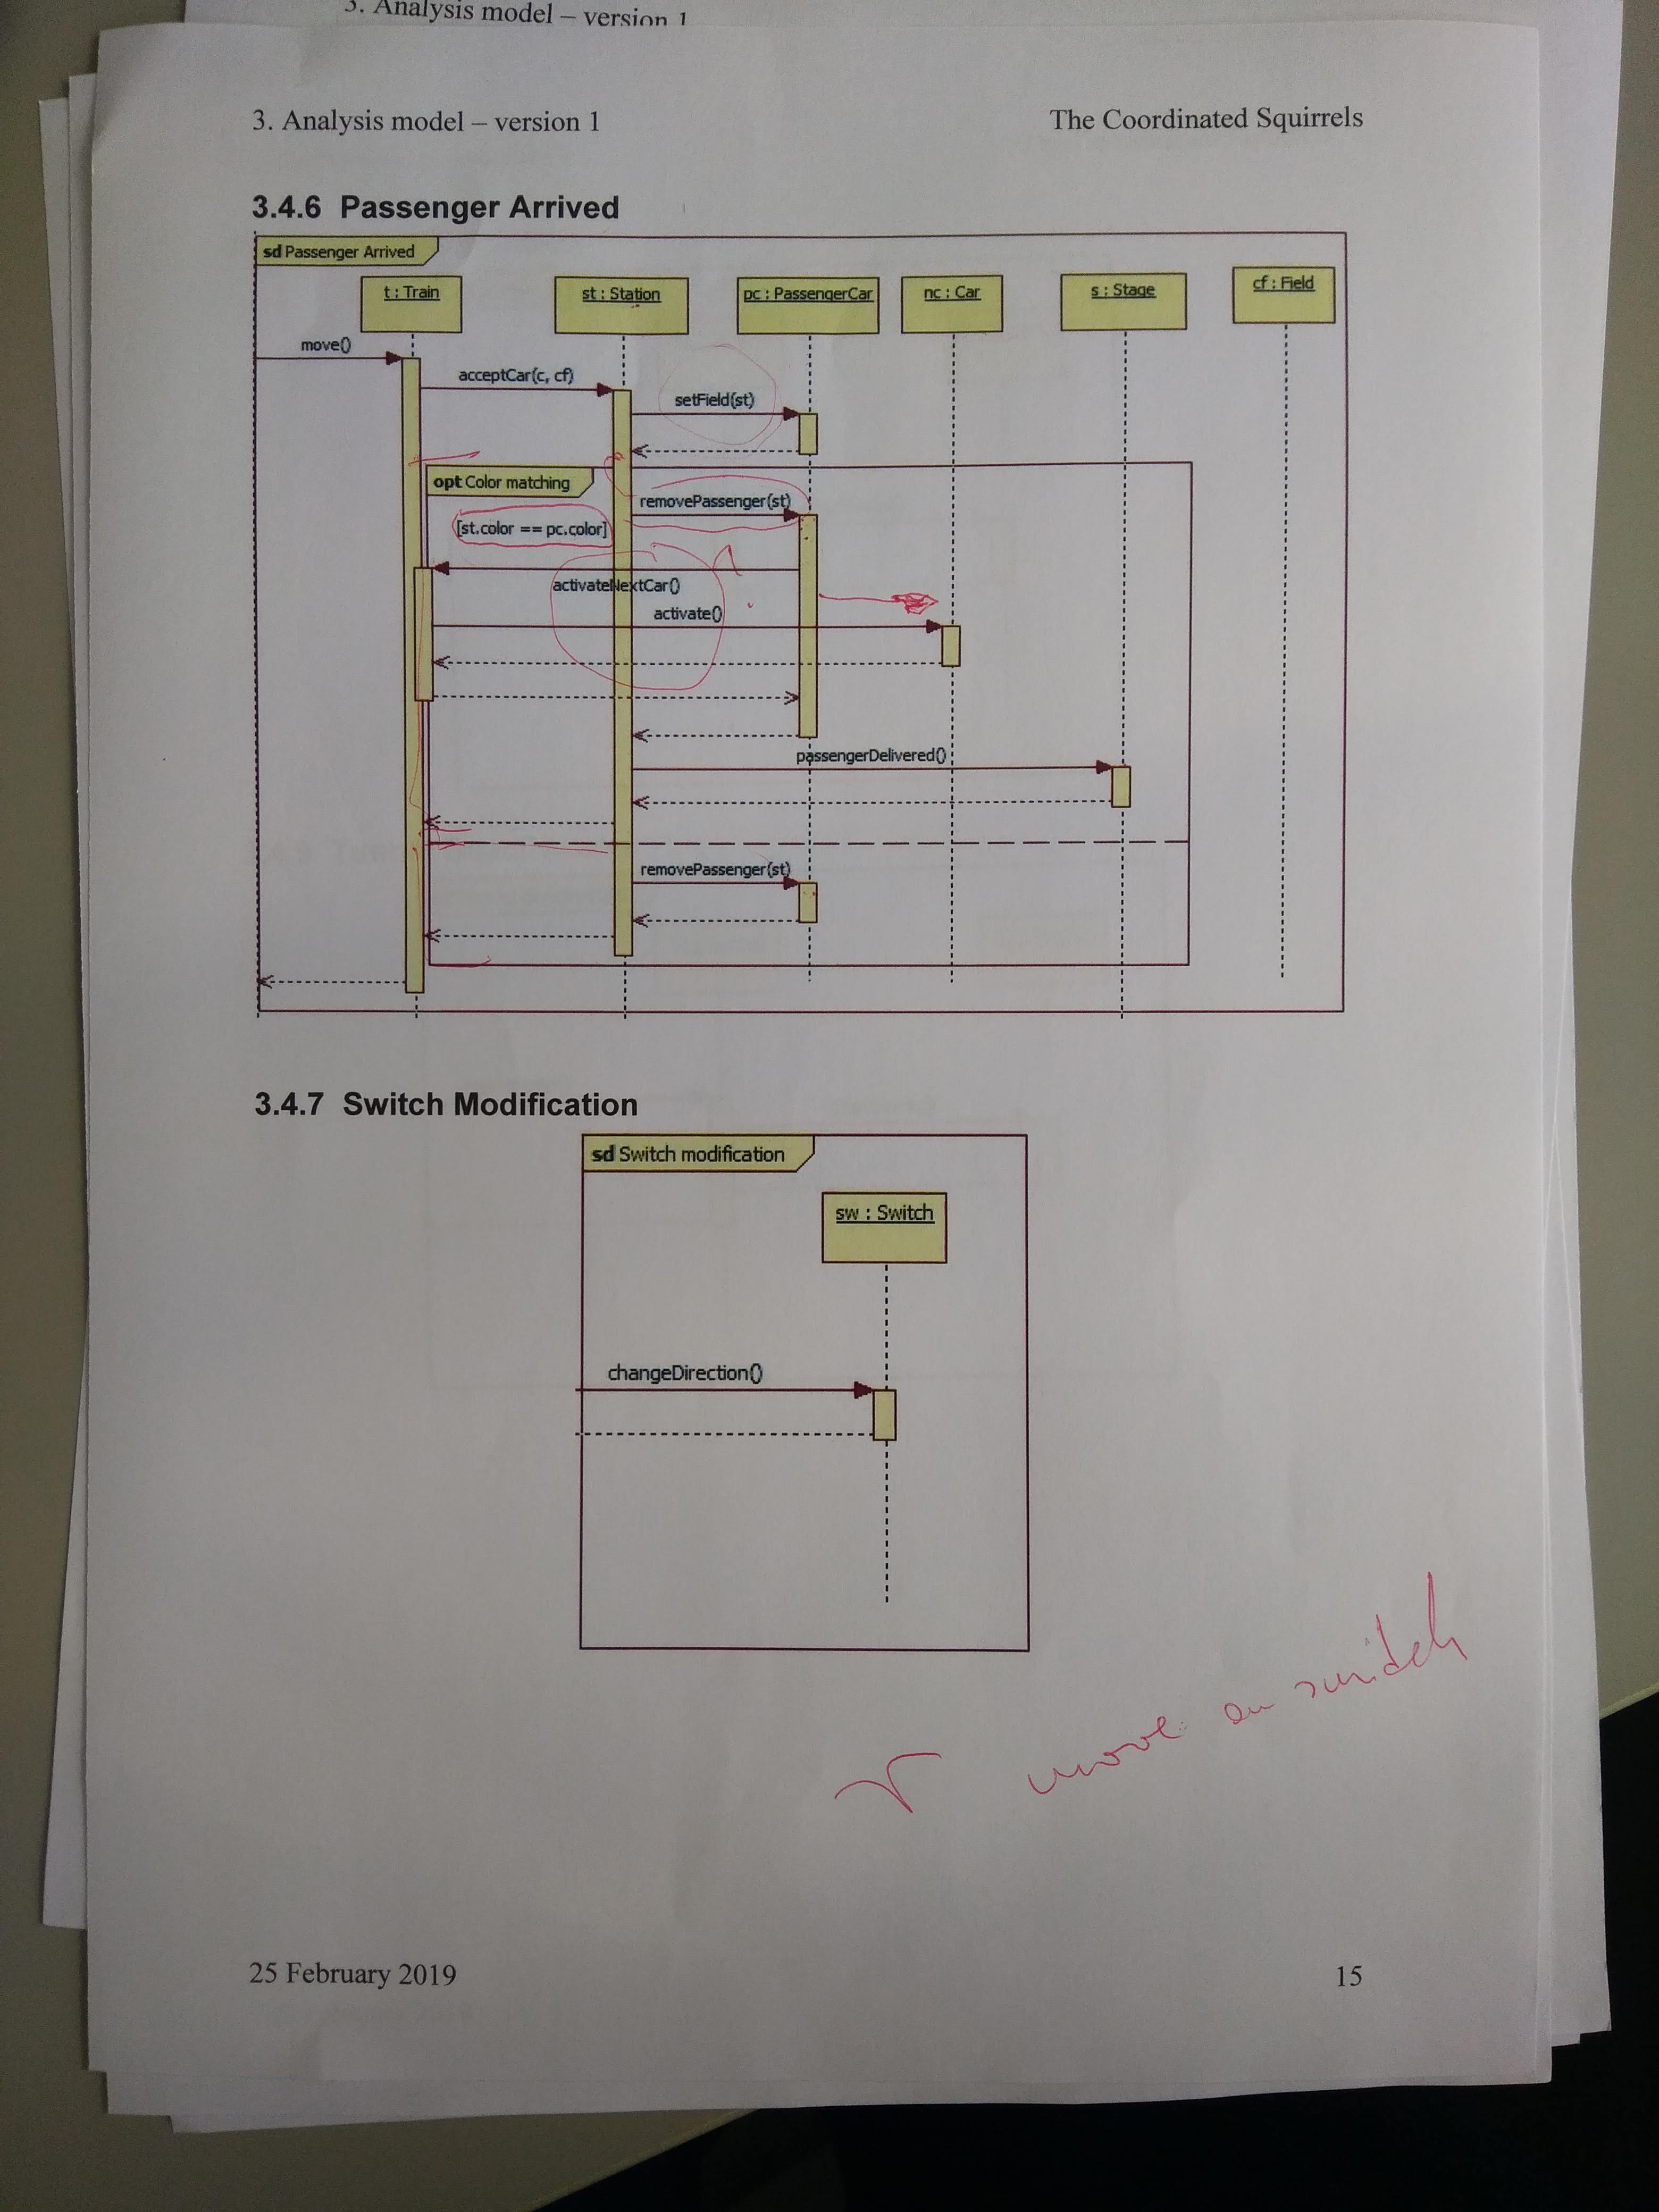 3. Analysis model – version 1
3. Analysis model – version 1 The Coordinated Squirrels
3.4.6 Passenger Arrived
sd Passenger Arrived
t : Train st : Station pc : PassengerCar nc : Car s : Stage cf : Field
move()
acceptCar(c, cf)
setField(st)
opt Color matching
removePassenger(st)
[st.color == pc.color]
activateNextCar()
activate()
passengerDelivered()
removePassenger(st)
3.4.7 Switch Modification
sd Switch modification
sw : Switch
changeDirection()
move on switch
25 February 2019 15